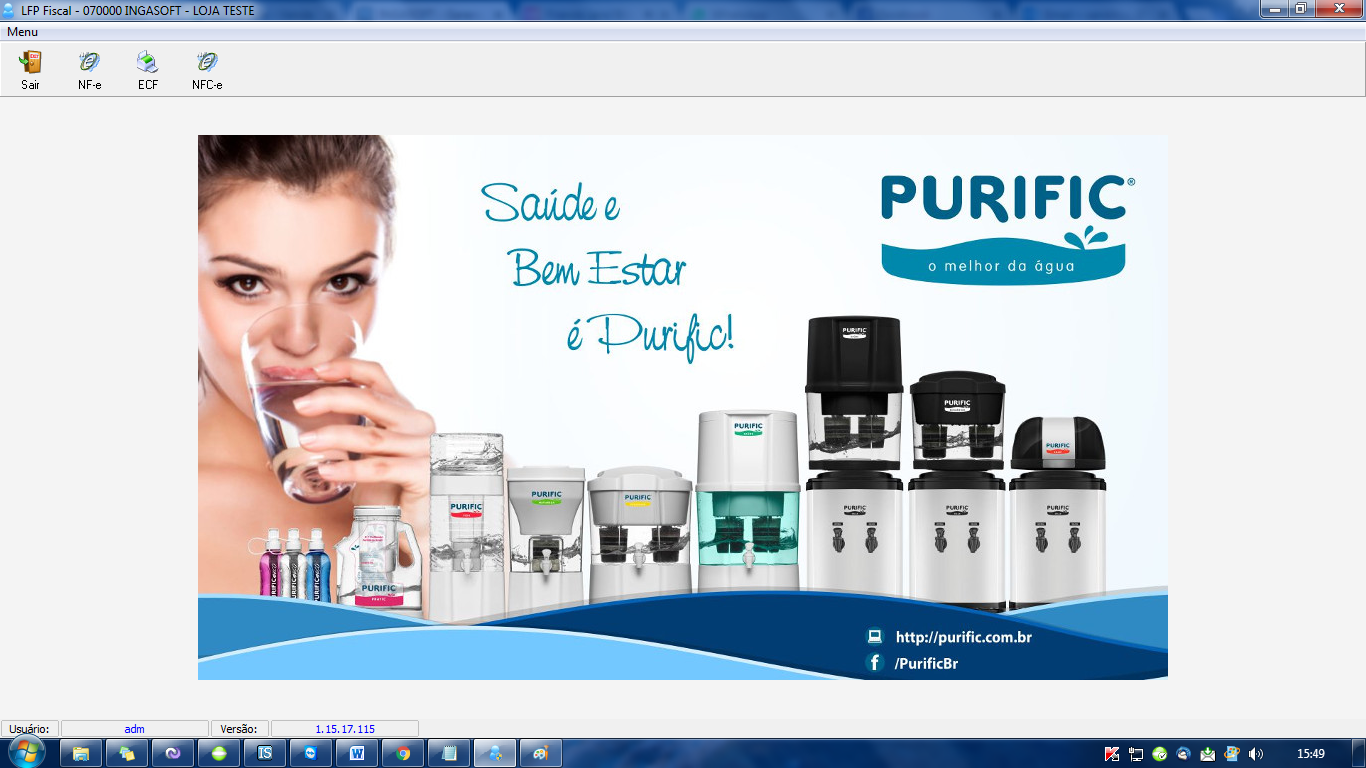 LFP Fiscal - 070000 INGASOFT - LOJA TESTE
Menu
Sair NF-e ECF NFC-e
Saúde e
Bem Estar
é Purific!
PURIFIC®
o melhor da água
PURIFIC
PURIFIC
PURIFIC
PURIFIC
PURIFIC
PURIFIC
PURIFIC
PURIFIC
PURIFIC
PURIFIC
PURIFIC
http://purific.com.br
/PurificBr
Usuário: adm Versão: 1.15.17.115
15:49